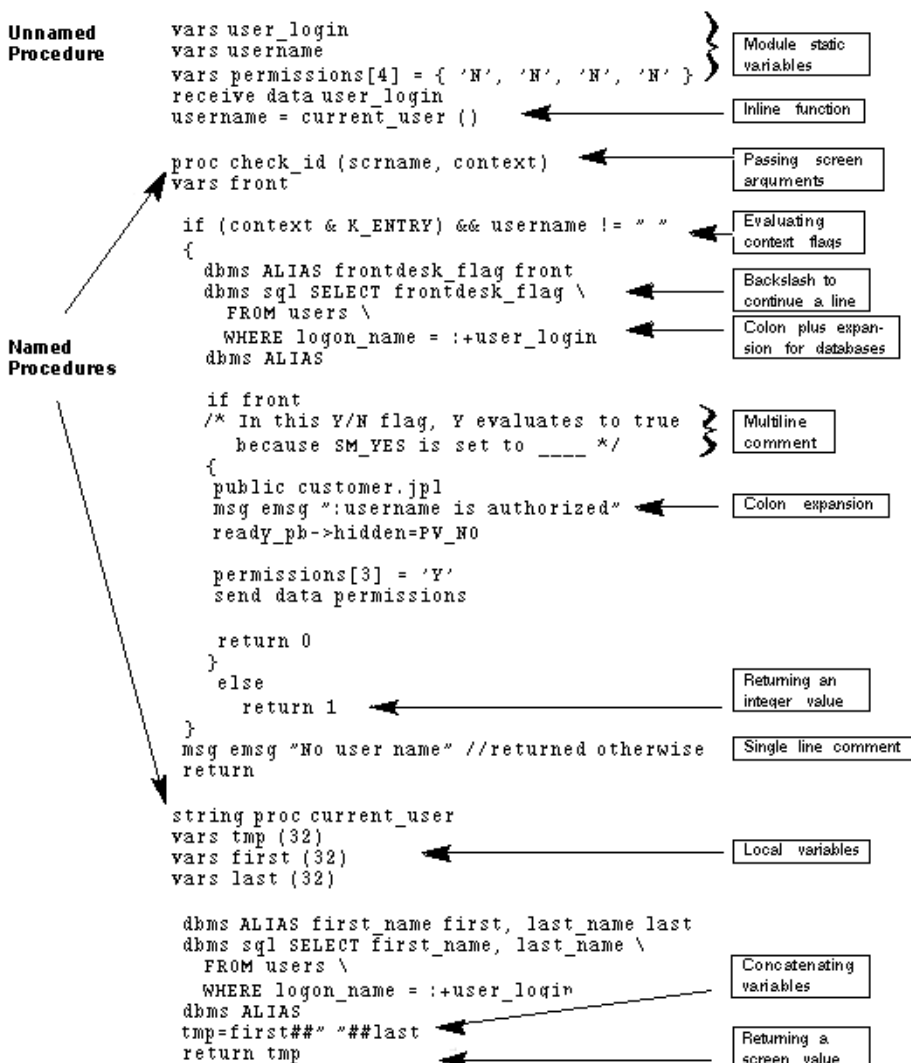 Unnamed
Procedure
vars user_login
vars username
vars permissions[4] = { 'N', 'N', 'N', 'N' }
receive data user_login
username = current_user ()
Module static
variables
Inline function
proc check_id (scrname, context)
vars front
Passing screen
arguments
if (context & K_ENTRY) && username != " "
{
Evaluating
context flags
dbms ALIAS frontdesk_flag front
dbms sql SELECT frontdesk_flag \
FROM users \
WHERE logon_name = :+user_login
dbms ALIAS
Backslash to
continue a line
Colon plus expan-
sion for databases
Named
Procedures
if front
/* In this Y/N flag, Y evaluates to true
because SM_YES is set to ____ */
{
Multiline
comment
public customer.jpl
msg emsg ":username is authorized"
ready_pb->hidden=PV_NO
Colon expansion
permissions[3] = 'Y'
send data permissions
return 0
}
else
return 1
}
Returning an
integer value
msg emsg "No user name" //returned otherwise
return
Single line comment
string proc current_user
vars tmp (32)
vars first (32)
vars last (32)
Local variables
dbms ALIAS first_name first, last_name last
dbms sql SELECT first_name, last_name \
FROM users \
WHERE logon_name = :+user_login
dbms ALIAS
tmp=first##" "##last
return tmp
Concatenating
variables
Returning a
screen value